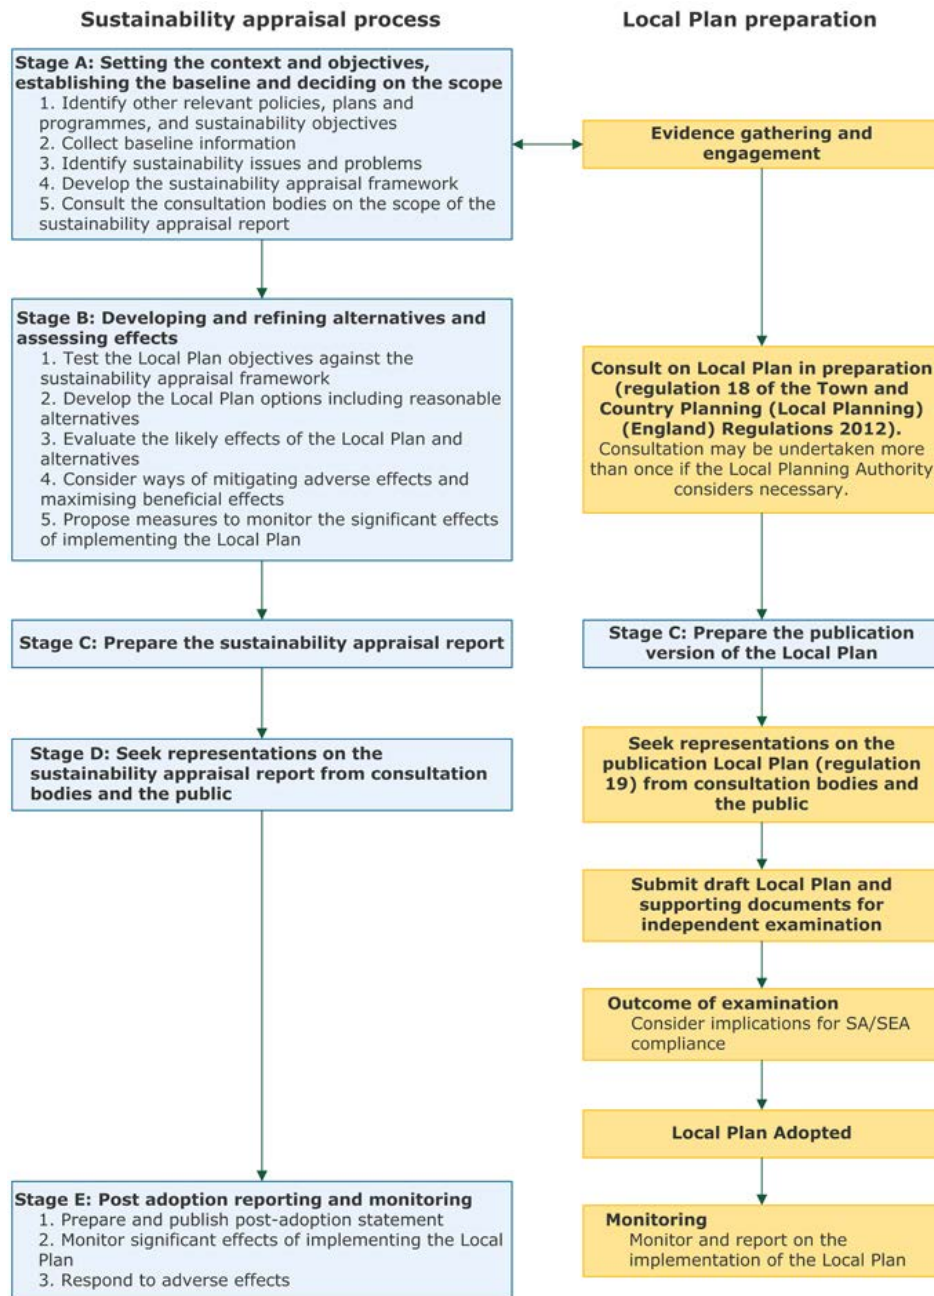 Sustainability appraisal process
Local Plan preparation
Stage A: Setting the context and objectives,
establishing the baseline and deciding on the scope
1. Identify other relevant policies, plans and
programmes, and sustainability objectives
2. Collect baseline information
3. Identify sustainability issues and problems
4. Develop the sustainability appraisal framework
5. Consult the consultation bodies on the scope of the
sustainability appraisal report
Evidence gathering and
engagement
Stage B: Developing and refining alternatives and
assessing effects
1. Test the Local Plan objectives against the
sustainability appraisal framework
2. Develop the Local Plan options including reasonable
alternatives
3. Evaluate the likely effects of the Local Plan and
alternatives
4. Consider ways of mitigating adverse effects and
maximising beneficial effects
5. Propose measures to monitor the significant effects
of implementing the Local Plan
Consult on Local Plan in preparation
(regulation 18 of the Town and
Country Planning (Local Planning)
(England) Regulations 2012).
Consultation may be undertaken more
than once if the Local Planning Authority
considers necessary.
Stage C: Prepare the sustainability appraisal report
Stage C: Prepare the publication
version of the Local Plan
Stage D: Seek representations on the
sustainability appraisal report from consultation
bodies and the public
Seek representations on the
publication Local Plan (regulation
19) from consultation bodies and
the public
Submit draft Local Plan and
supporting documents for
independent examination
Outcome of examination
Consider implications for SA/SEA
compliance
Local Plan Adopted
Stage E: Post adoption reporting and monitoring
1. Prepare and publish post-adoption statement
2. Monitor significant effects of implementing the Local
Plan
3. Respond to adverse effects
Monitoring
Monitor and report on the
implementation of the Local Plan